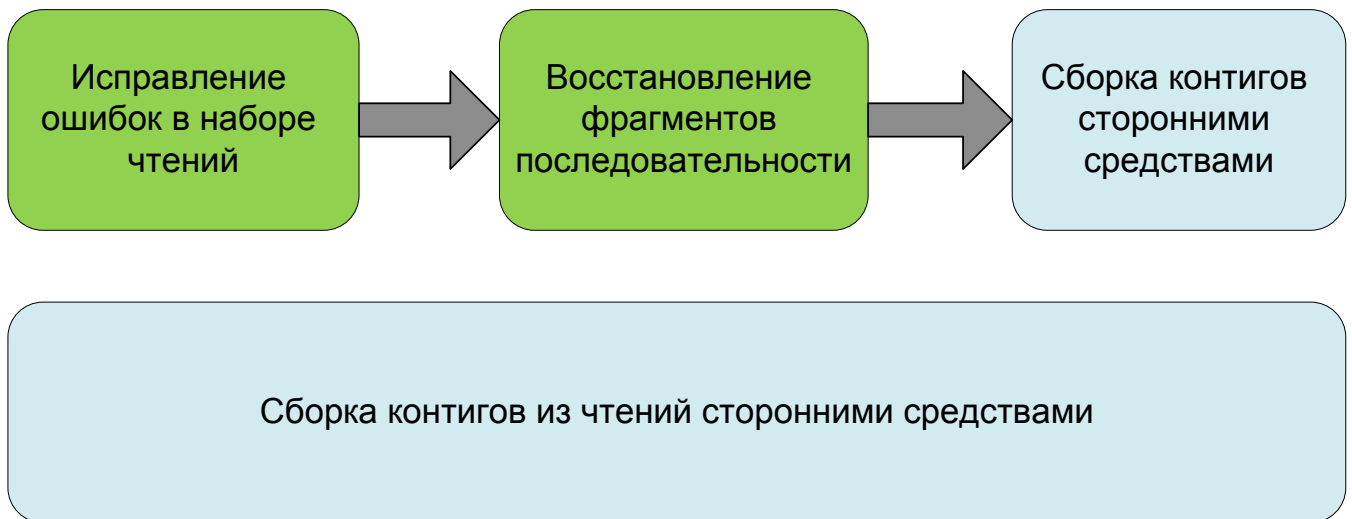 Исправление
ошибок в наборе
чтений
Восстановление
фрагментов
последовательности
Сборка контигов
сторонними
средствами
Сборка контигов из чтений сторонними средствами